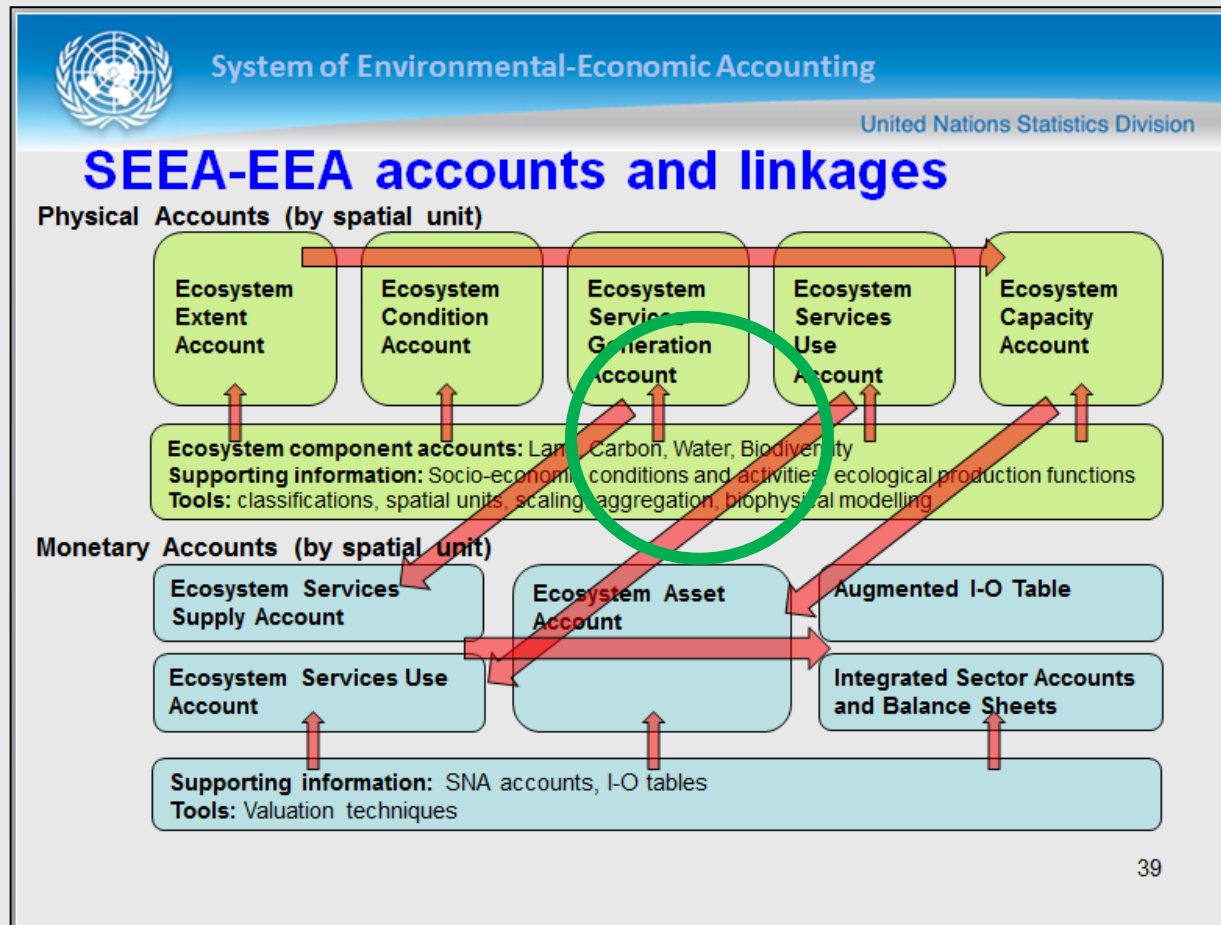 System of Environmental-Economic Accounting
United Nations Statistics Division
SEEA-EEA accounts and linkages
Physical Accounts (by spatial unit)
Ecosystem
Extent
Account
Ecosystem
Condition
Account
Ecosystem
Services
Generation
Account
Ecosystem
Services
Use
Account
Ecosystem
Capacity
Account
Ecosystem component accounts: Land, Carbon, Water, Biodiversity
Supporting information: Socio-economic conditions and activities, ecological production functions
Tools: classifications, spatial units, scaling, aggregation, biophysical modelling
Monetary Accounts (by spatial unit)
Ecosystem Services
Supply Account
Ecosystem Services Use
Account
Ecosystem Asset
Account
Augmented I-O Table
Integrated Sector Accounts
and Balance Sheets
Supporting information: SNA accounts, I-O tables
Tools: Valuation techniques
39